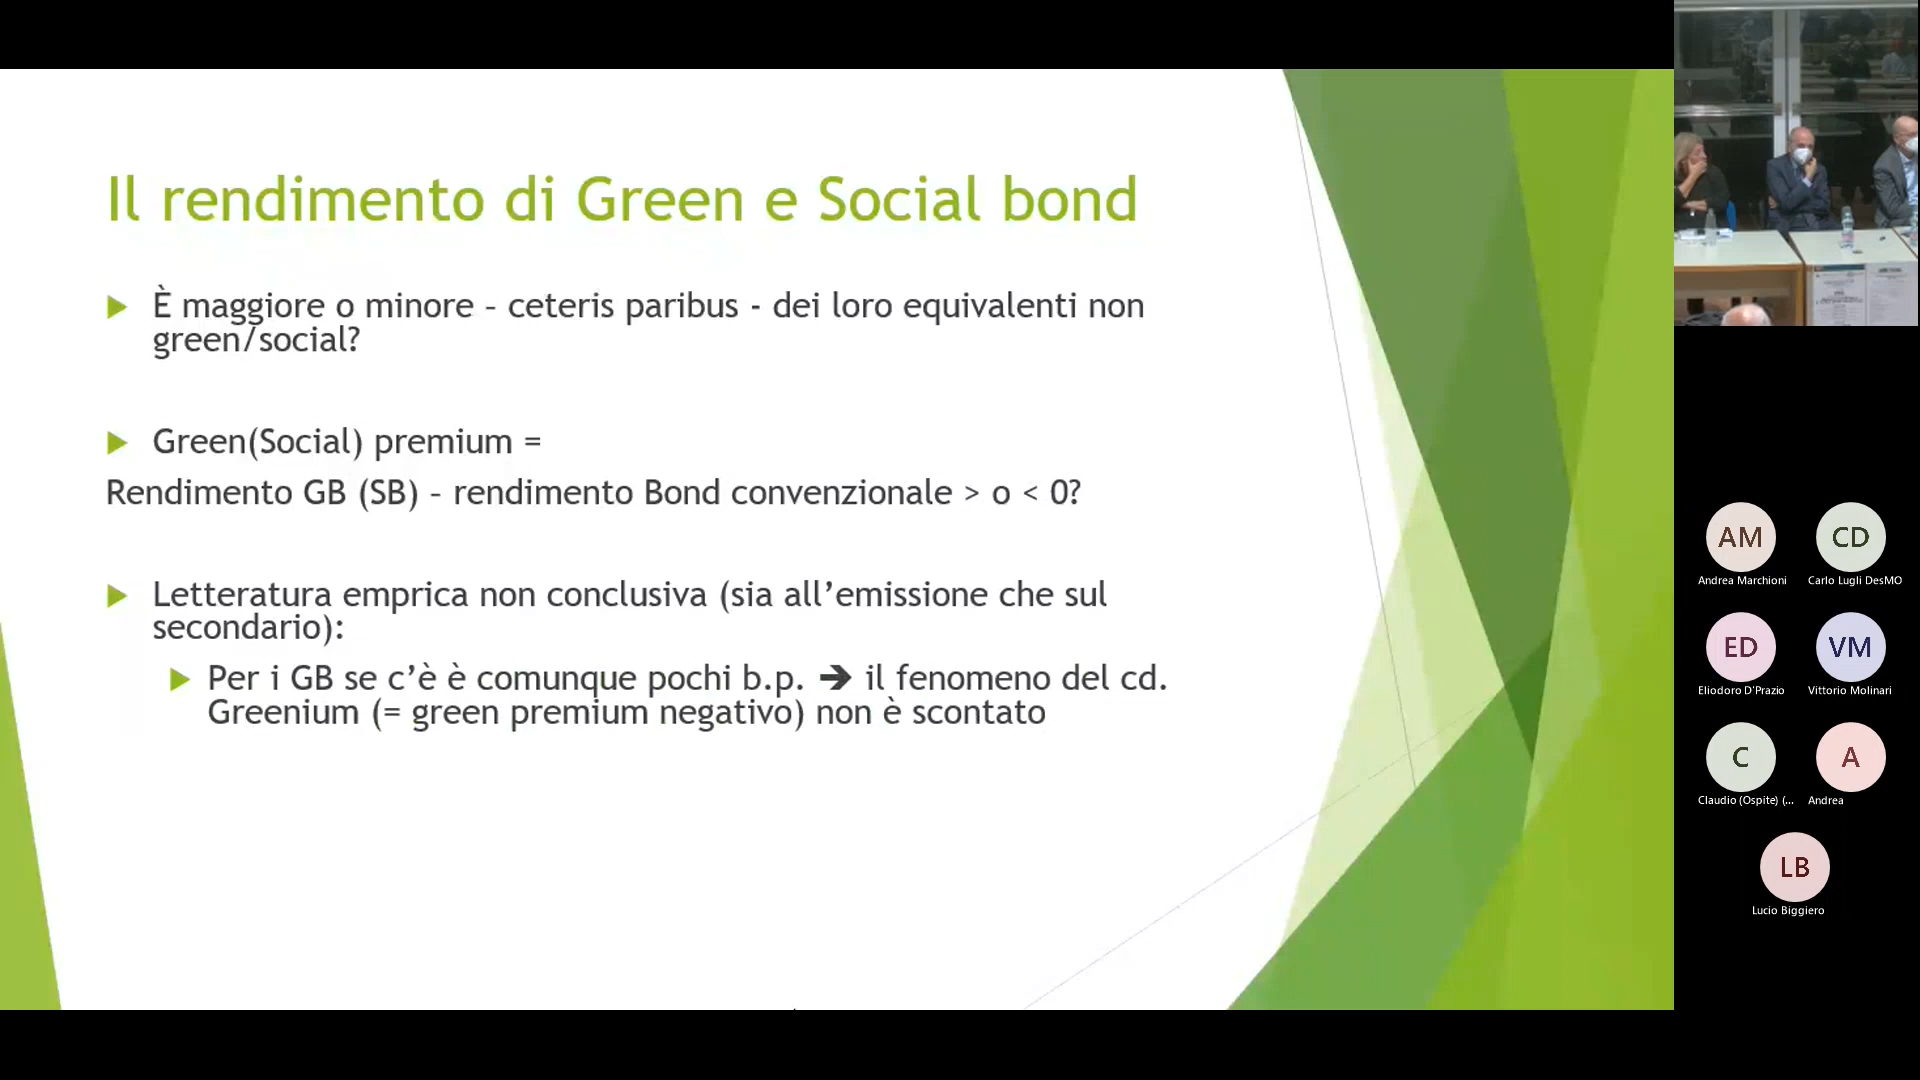 Il rendimento di Green e Social bond
È maggiore o minore – ceteris paribus - dei loro equivalenti non
green/social?
Green(Social) premium =
Rendimento GB (SB) – rendimento Bond convenzionale > o < 0?
Letteratura emprica non conclusiva (sia all’emissione che sul
secondario):
Per i GB se c’è è comunque pochi b.p. 🡺 il fenomeno del cd.
Greenium (= green premium negativo) non è scontato
AM
Andrea Marchioni
CD
Carlo Lugli DesMO
ED
Eliodoro D'Prazio
VM
Vittorio Molinari
C
Claudio (Ospite) (...
A
Andrea
LB
Lucio Biggiero